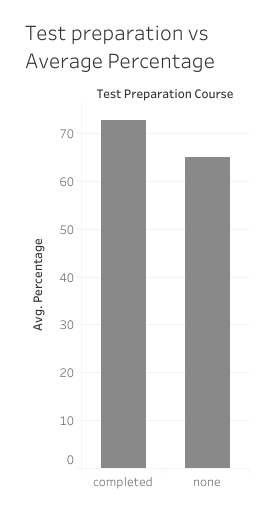 Test preparation vs
Average Percentage
Test Preparation Course
70
60
50
40
30
20
10
0
Avg. Percentage
completed none